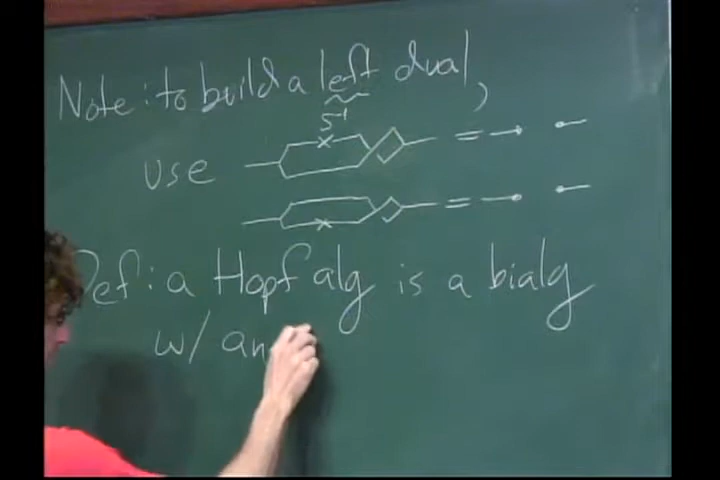 Note: to build a left dual,
S⁻¹
use
Def: a Hopf alg is a bialg
w/ an